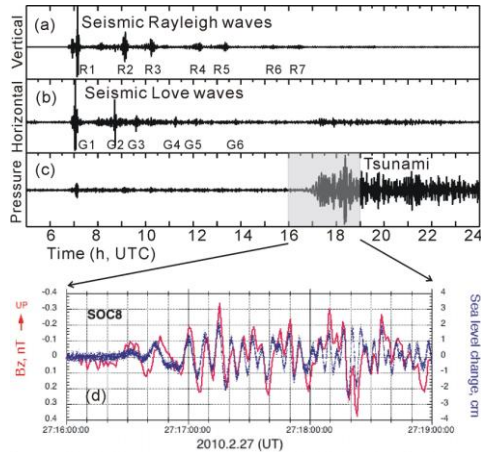 (a) Seismic Rayleigh waves
Vertical
R1 R2 R3 R4 R5 R6 R7
(b) Seismic Love waves
Horizontal
G1 G2 G3 G4 G5 G6
(c) Tsunami
Pressure
6 8 10 12 14 16 18 20 22 24
Time (h, UTC)
UP
Bz, nT
-0.4
-0.3
-0.2
-0.1
0
0.1
0.2
0.3
0.4
SOC8
(d)
4
3
2
1
0
-1
-2
-3
-4
Sea level change, cm
27:16:00:00 27:17:00:00 27:18:00:00 27:19:00:00
2010.2.27 (UT)